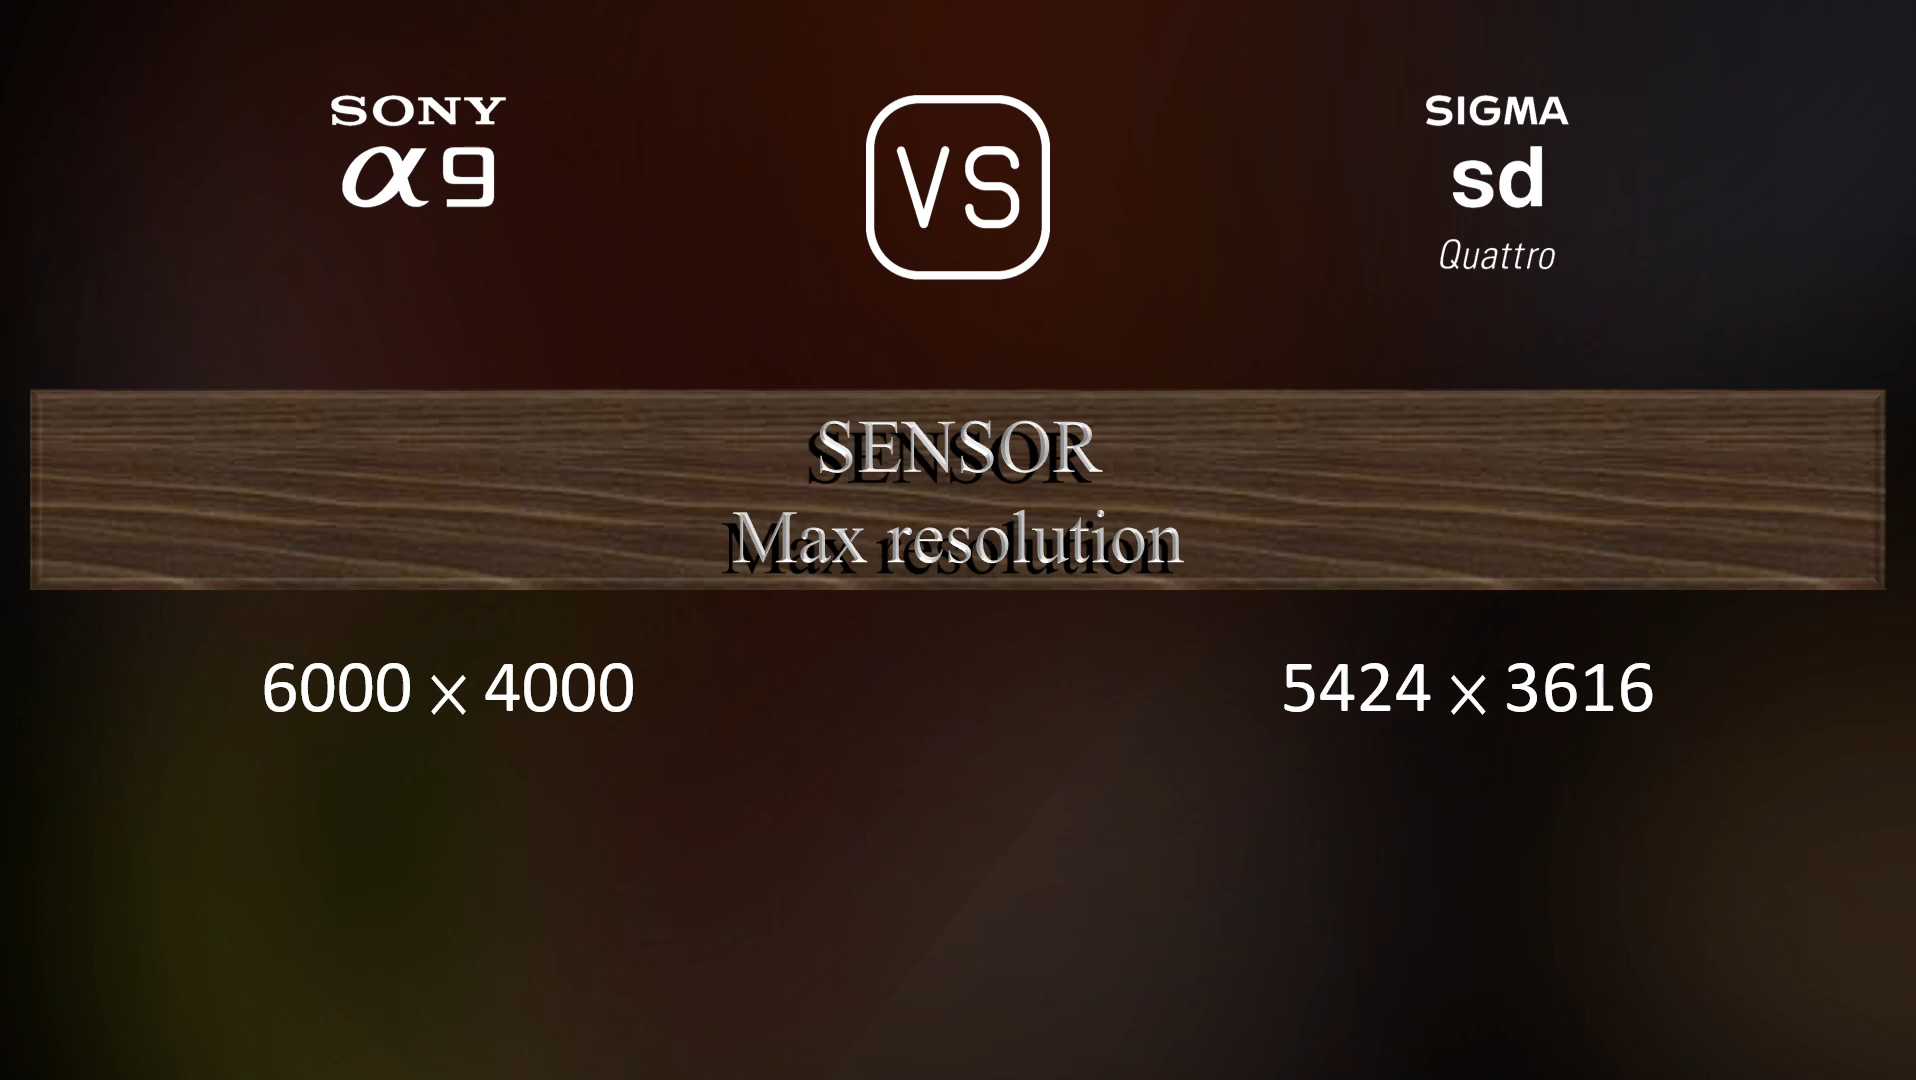 SONY
α9
VS
SIGMA
sd
Quattro
SENSOR
Max resolution
6000 x 4000
5424 x 3616